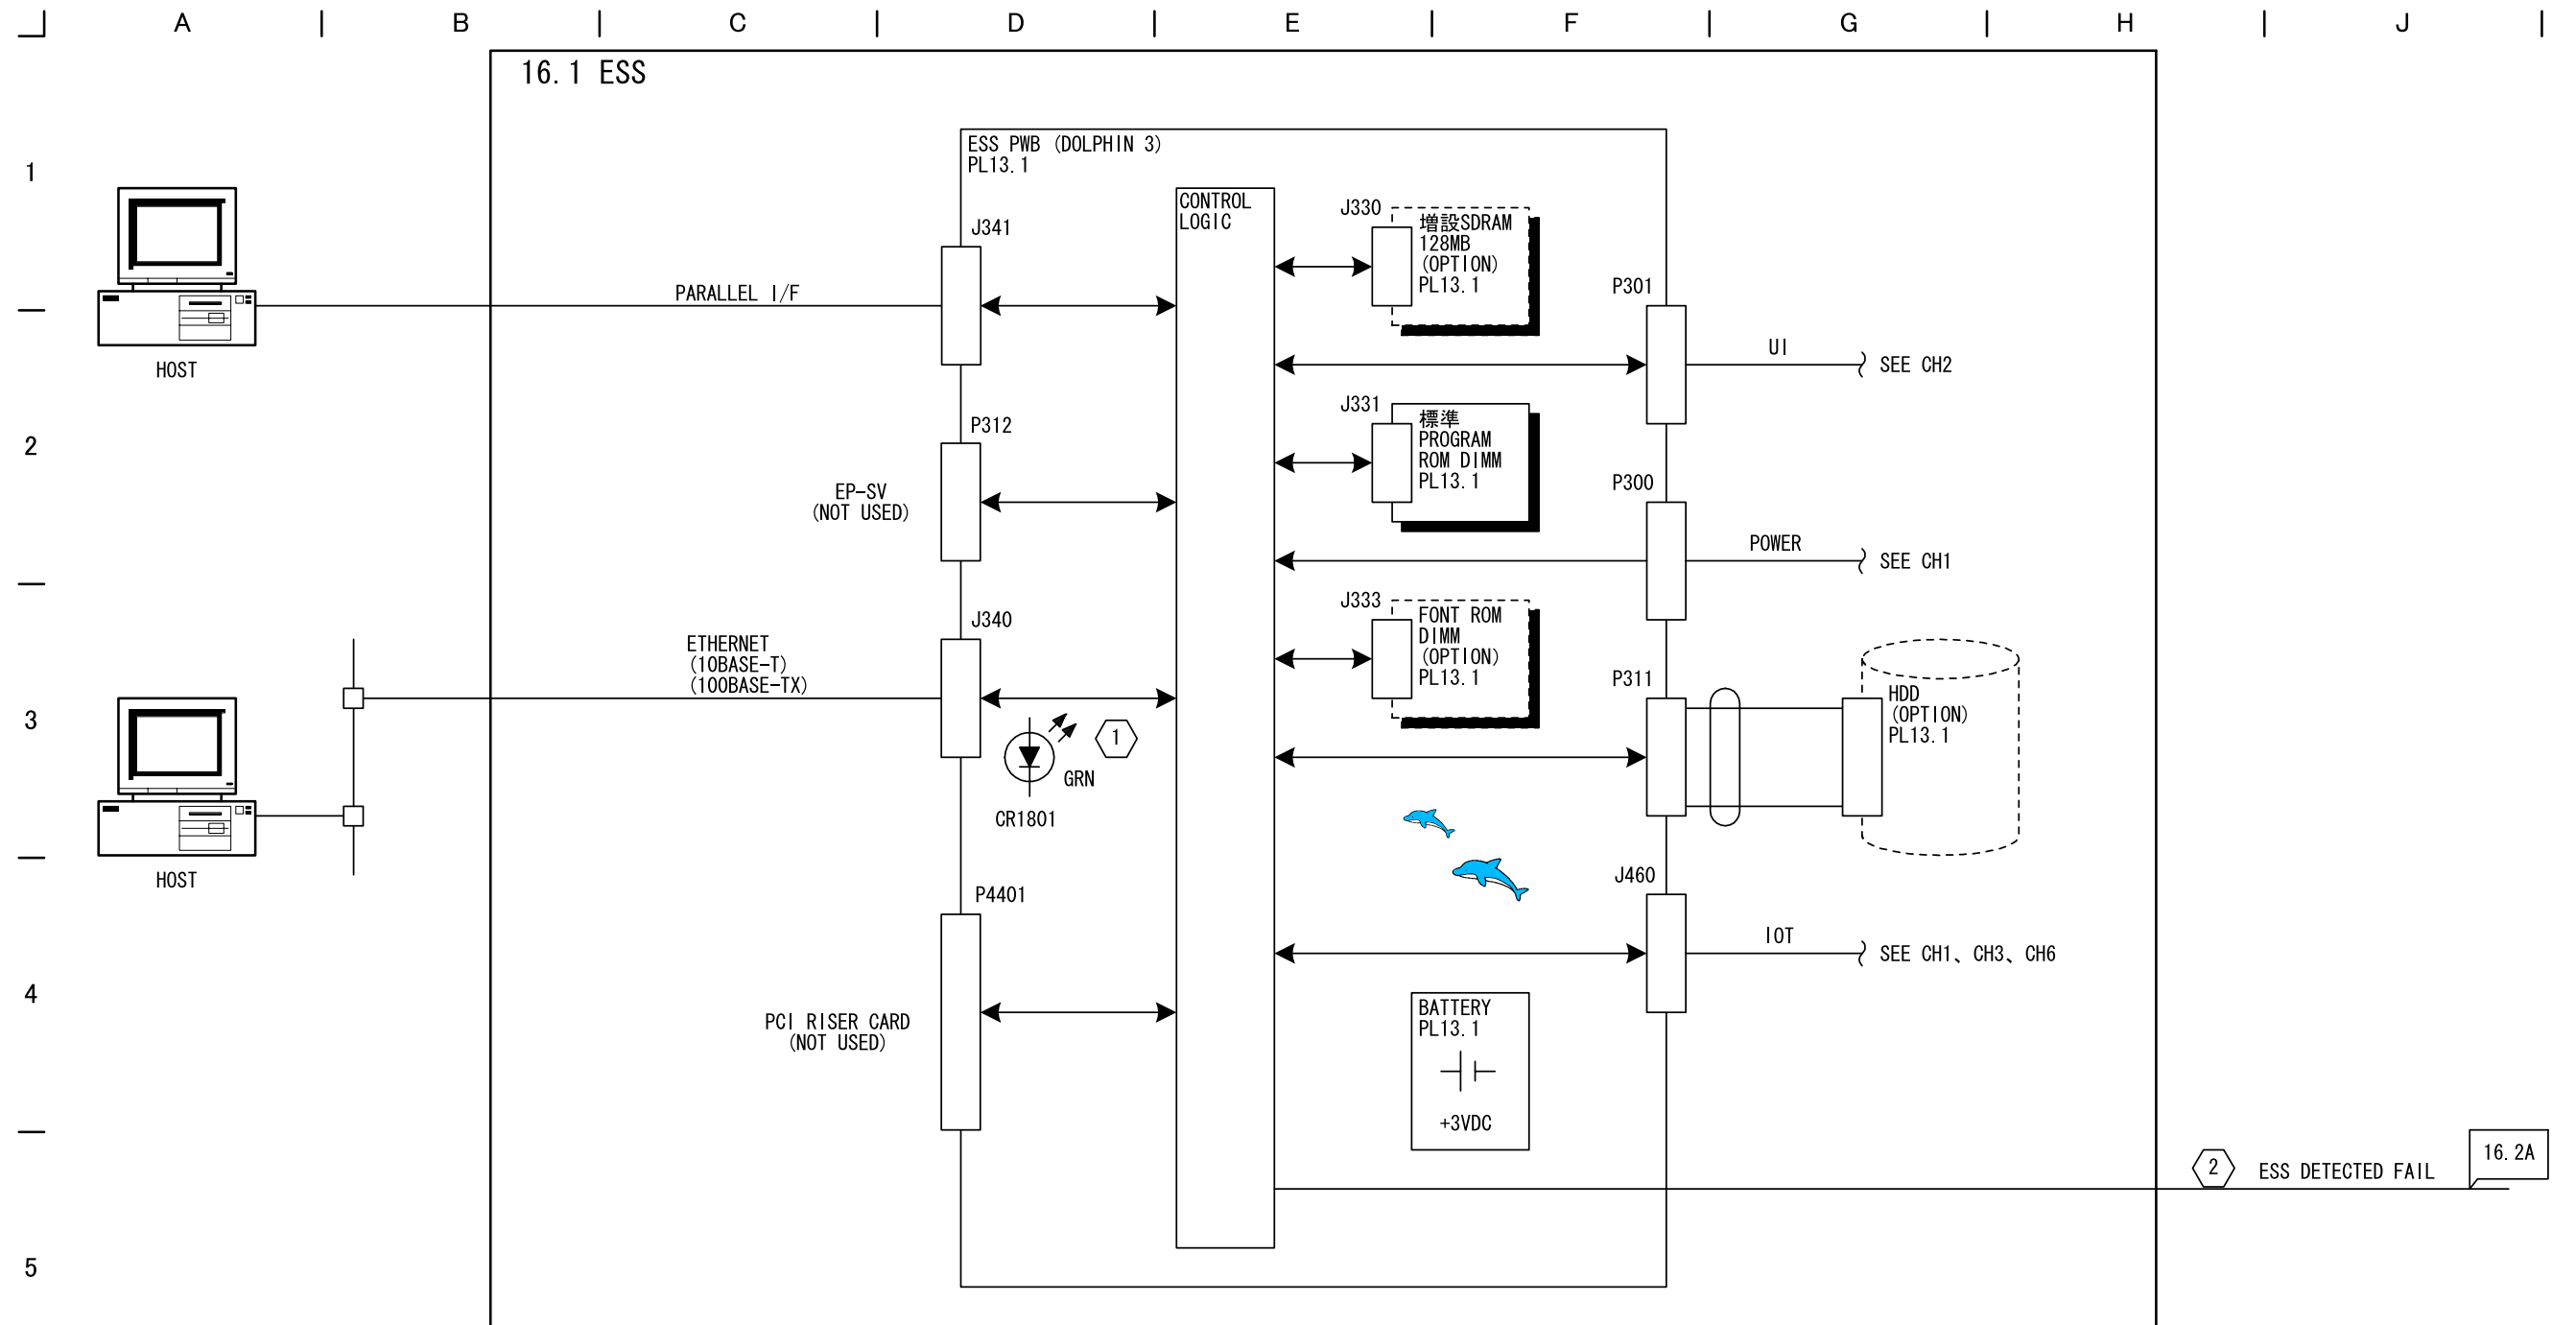 A B C D E F G H J
16.1 ESS
1
ESS PWB (DOLPHIN 3)
PL13.1
CONTROL
LOGIC
J341
PARALLEL I/F
HOST
J330
増設SDRAM
128MB
(OPTION)
PL13.1
P301
UI
SEE CH2
2
P312
EP-SV
(NOT USED)
J331
標準
PROGRAM
ROM DIMM
PL13.1
P300
POWER
SEE CH1
J340
ETHERNET
(10BASE-T)
(100BASE-TX)
J333
FONT ROM
DIMM
(OPTION)
PL13.1
P311
HDD
(OPTION)
PL13.1
3
1
GRN
CR1801
HOST
P4401
J460
IOT
SEE CH1、CH3、CH6
4
PCI RISER CARD
(NOT USED)
BATTERY
PL13.1
+3VDC
2
ESS DETECTED FAIL
16.2A
5